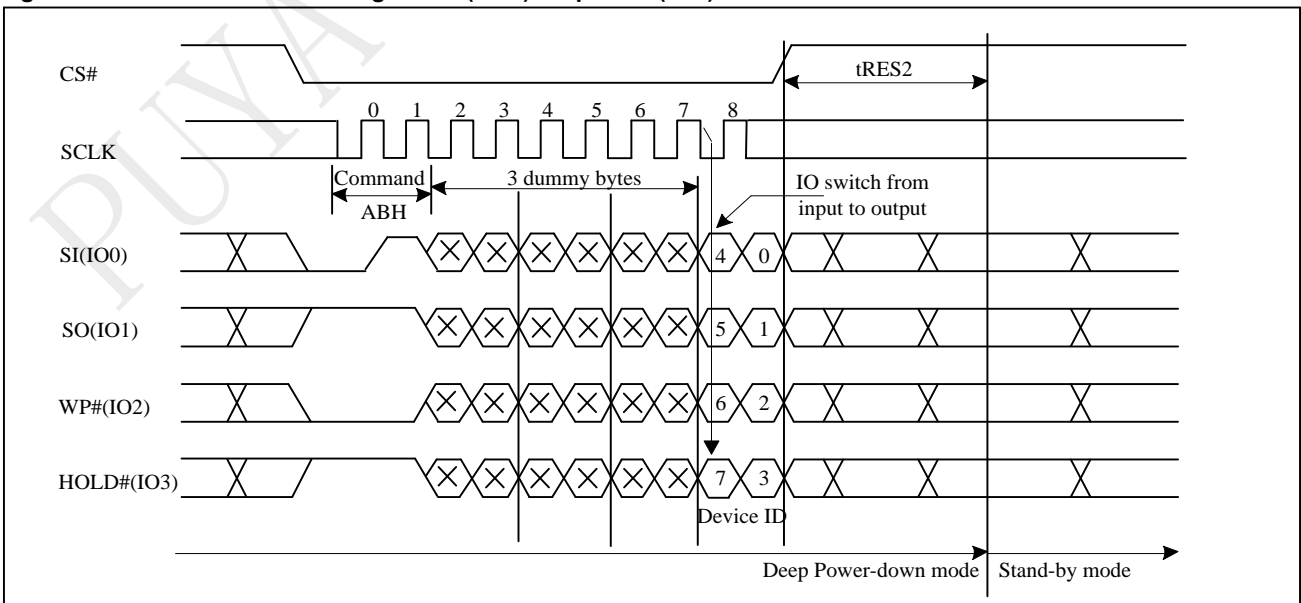 PUYA
CS#
tRES2
0 1 2 3 4 5 6 7 8
SCLK
Command
3 dummy bytes
IO switch from
input to output
ABH
SI(IO0)
4 0
SO(IO1)
5 1
WP#(IO2)
6 2
HOLD#(IO3)
7 3
Device ID
Deep Power-down mode
Stand-by mode